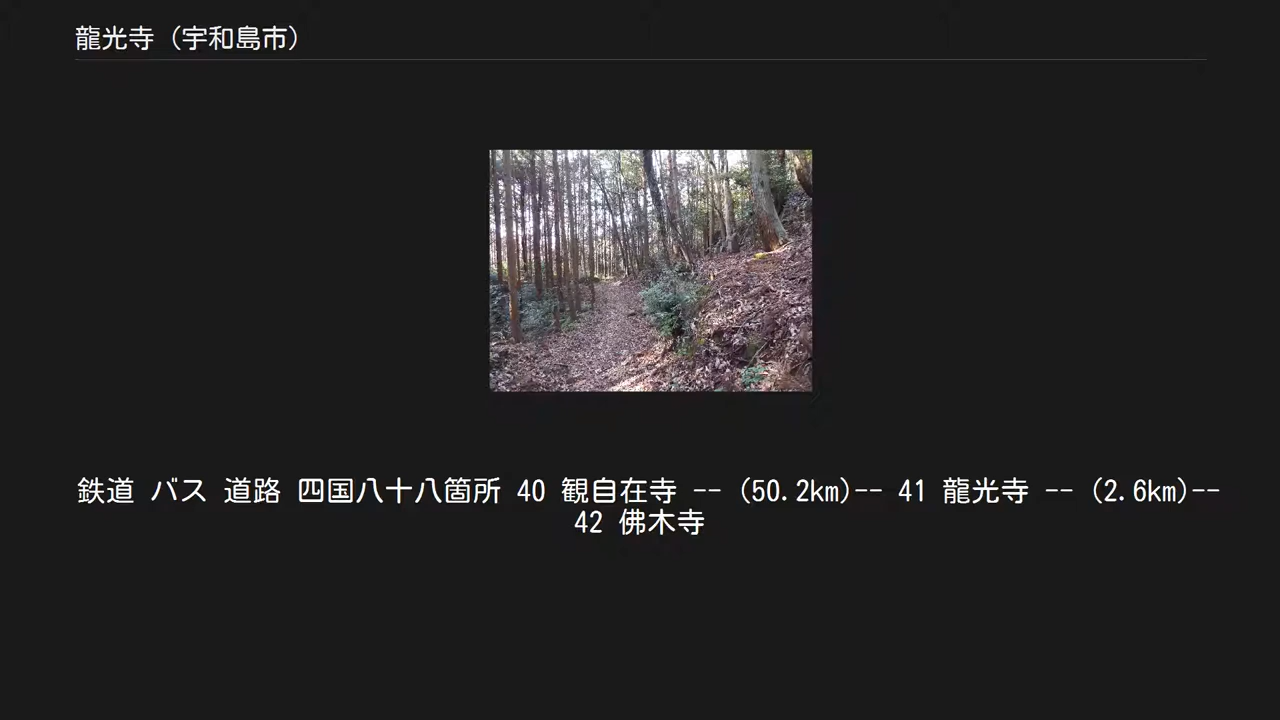 龍光寺（宇和島市）
鉄道 バス 道路 四国八十八箇所 40 観自在寺 -- (50.2km)-- 41 龍光寺 -- (2.6km)--
42 佛木寺